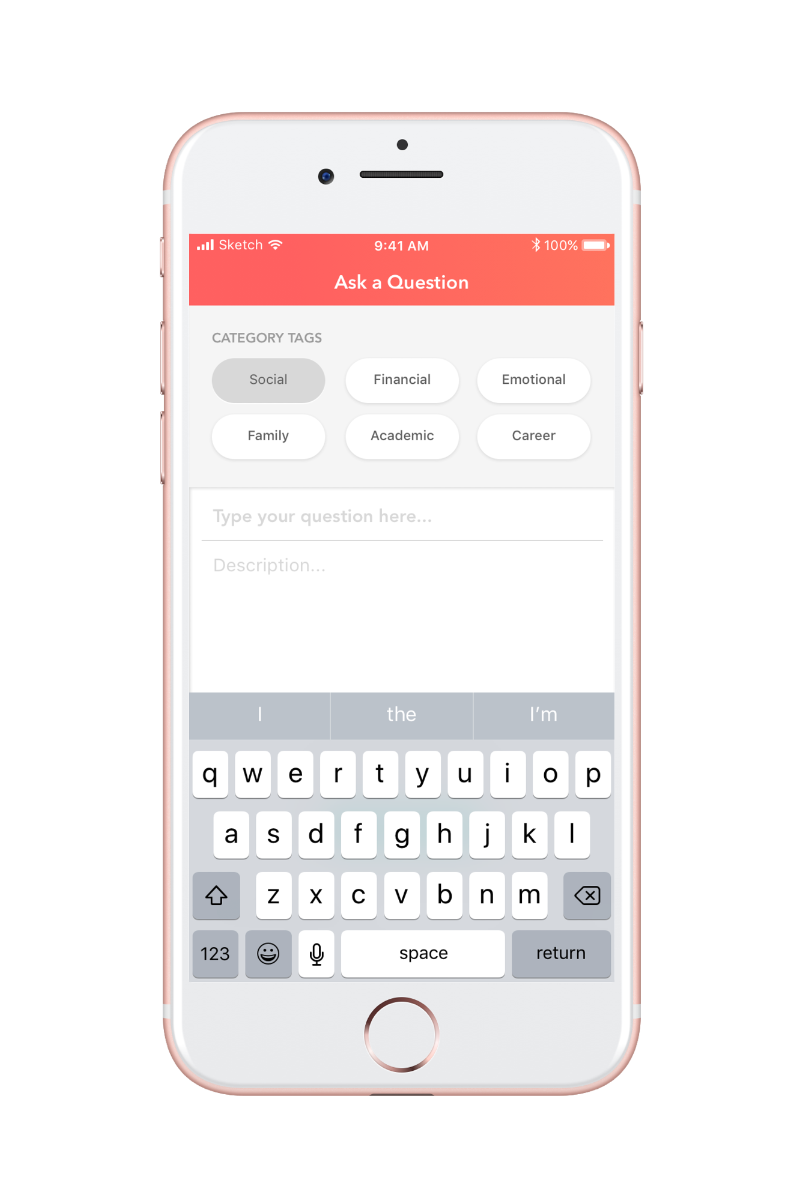 Sketch 9:41 AM 100%
Ask a Question
CATEGORY TAGS
Social Financial Emotional
Family Academic Career
Type your question here...
Description...
I the I’m
q w e r t y u i o p
a s d f g h j k l
z x c v b n m
123 space return